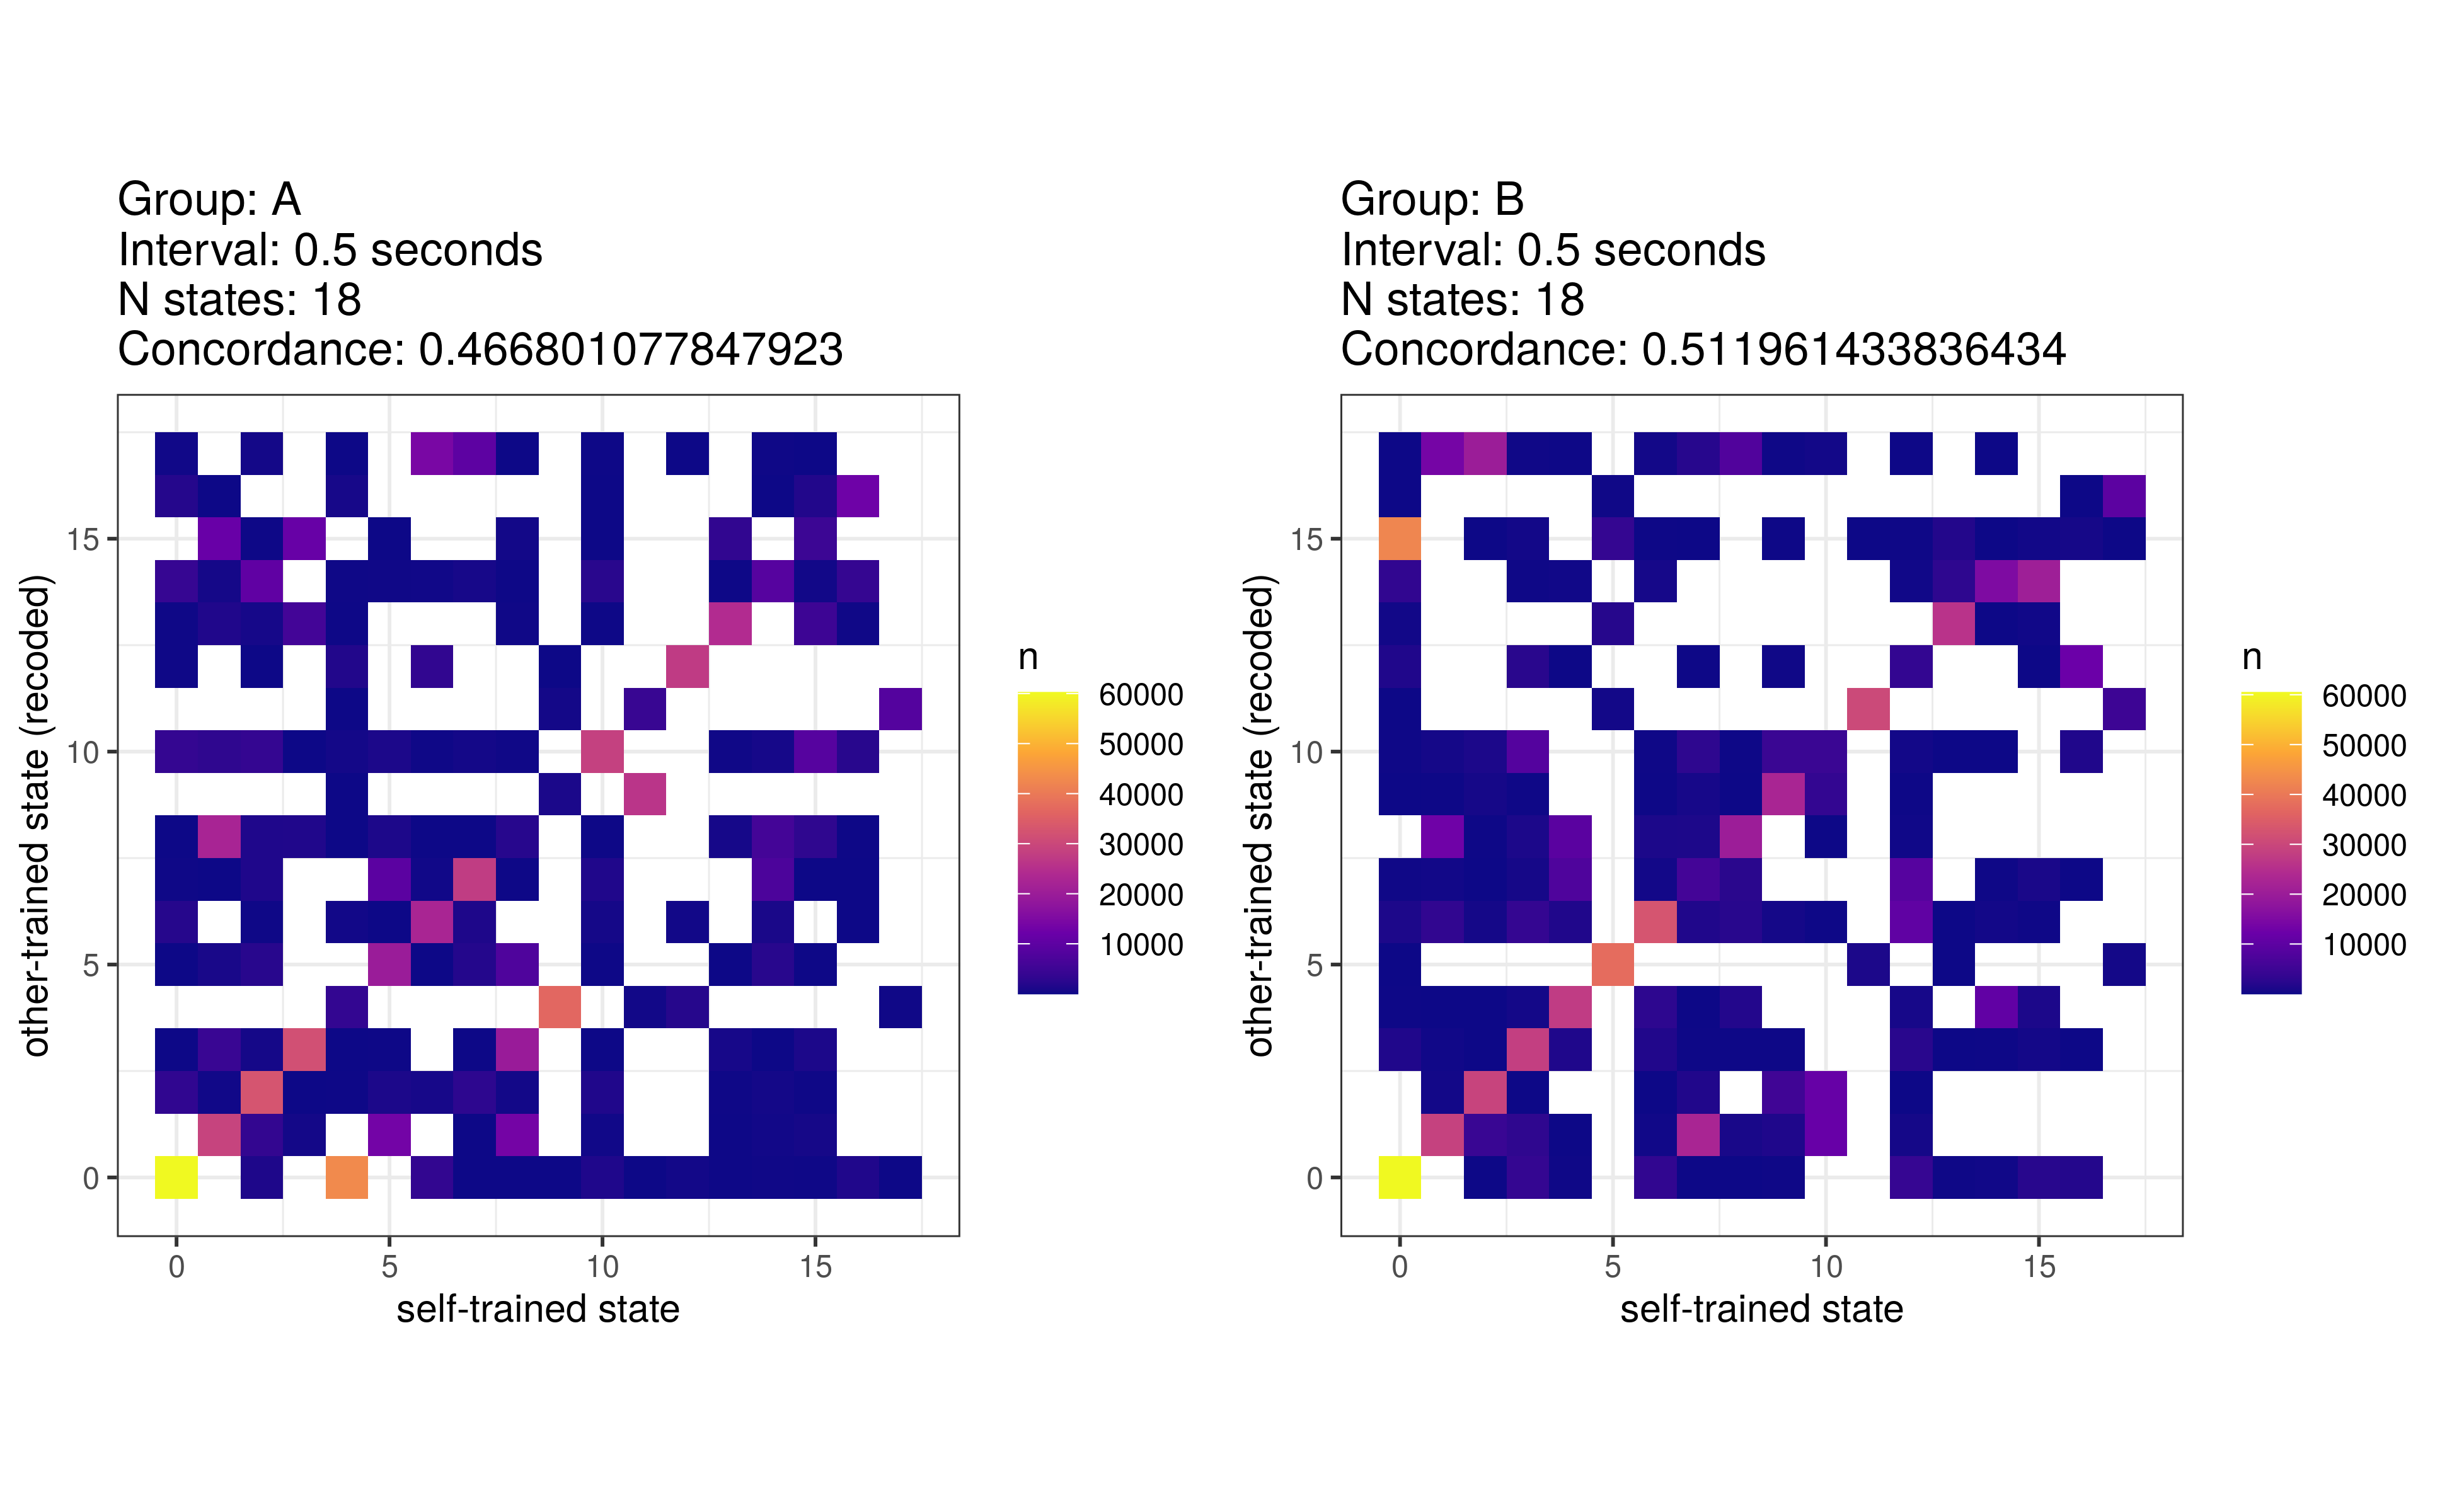 Group: A
Interval: 0.5 seconds
N states: 18
Concordance: 0.466801077847923
other-trained state (recoded)
15
10
5
0
0 5 10 15
self-trained state
n
60000
50000
40000
30000
20000
10000
Group: B
Interval: 0.5 seconds
N states: 18
Concordance: 0.511961433836434
other-trained state (recoded)
15
10
5
0
0 5 10 15
self-trained state
n
60000
50000
40000
30000
20000
10000